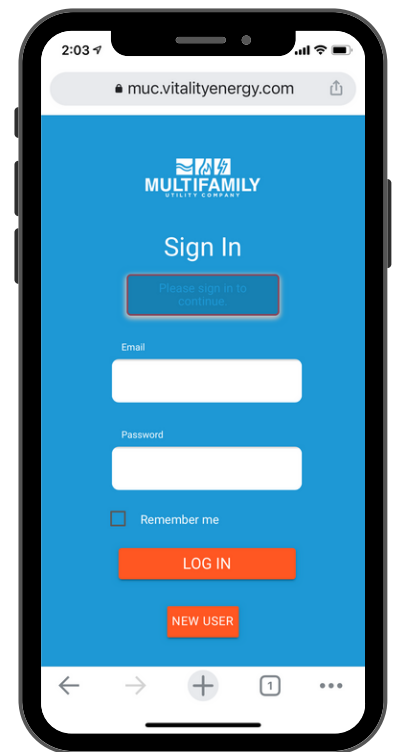 2:03
muc.vitalityenergy.com
MULTIFAMILY
UTILITY COMPANY
Sign In
Please sign in to
continue
Email
Password
Remember me
LOG IN
NEW USER
1